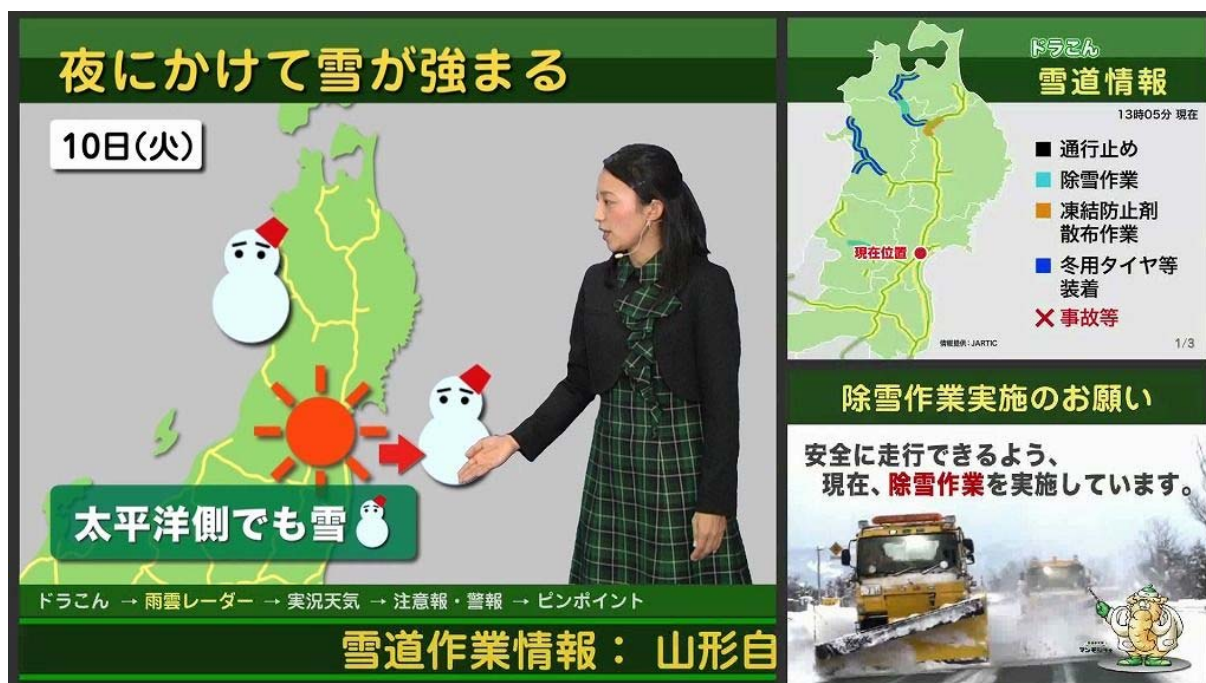 夜にかけて雪が強まる
10日(火)
太平洋側でも雪
ドラこん → 雨雲レーダー → 実況天気 → 注意報・警報 → ピンポイント
雪道作業情報： 山形自
ドラこん
雪道情報
13時05分 現在
■ 通行止め
■ 除雪作業
■ 凍結防止剤
散布作業
■ 冬用タイヤ等
装着
× 事故等
現在位置
情報提供：JARTIC
1/3
除雪作業実施のお願い
安全に走行できるよう、
現在、除雪作業を実施しています。